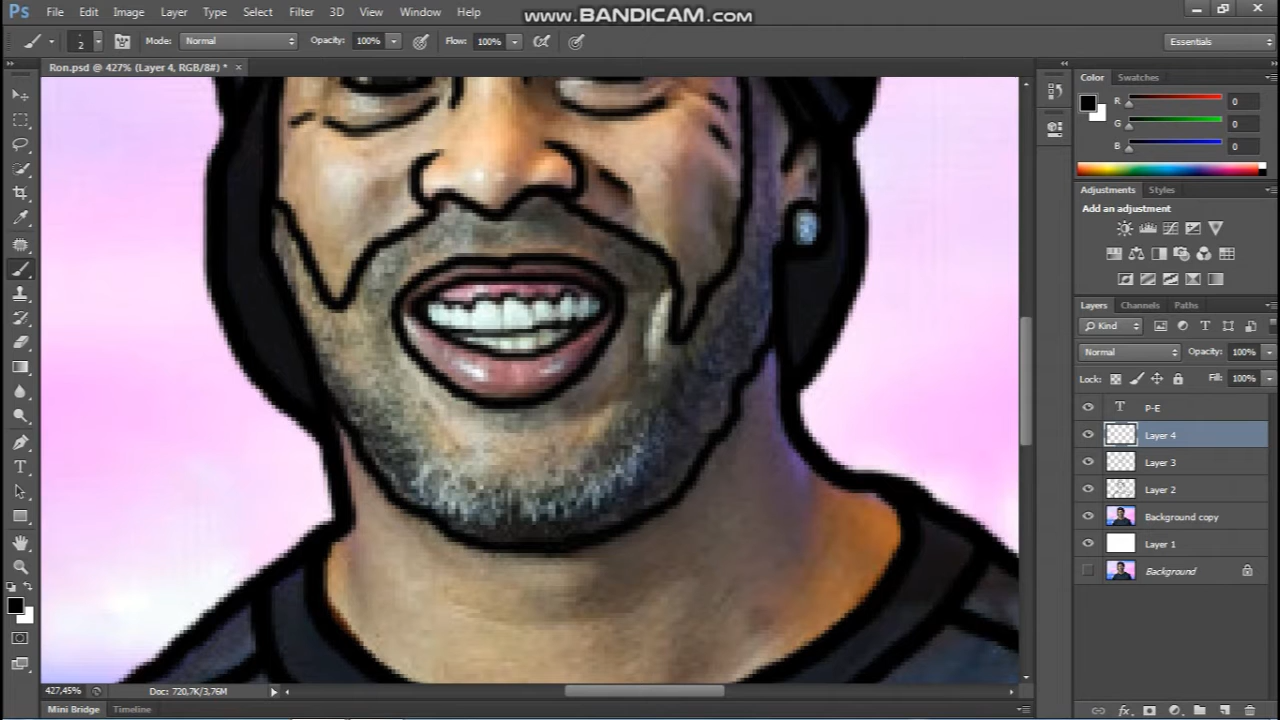 Ps File Edit Image Layer Type Select Filter 3D View Window Help www.BANDICAM.com
2 Mode: Normal Opacity: 100% Flow: 100% Essentials
Ron.psd @ 427% (Layer 4, RGB/8#) * ×
Color Swatches
R 0
G 0
B 0
Adjustments Styles
Add an adjustment
Layers Channels Paths
Kind
Normal Opacity: 100%
Lock: Fill: 100%
T P-E
Layer 4
Layer 3
Layer 2
Background copy
Layer 1
Background
427,45% Doc: 720,7K/3,76M
Mini Bridge Timeline